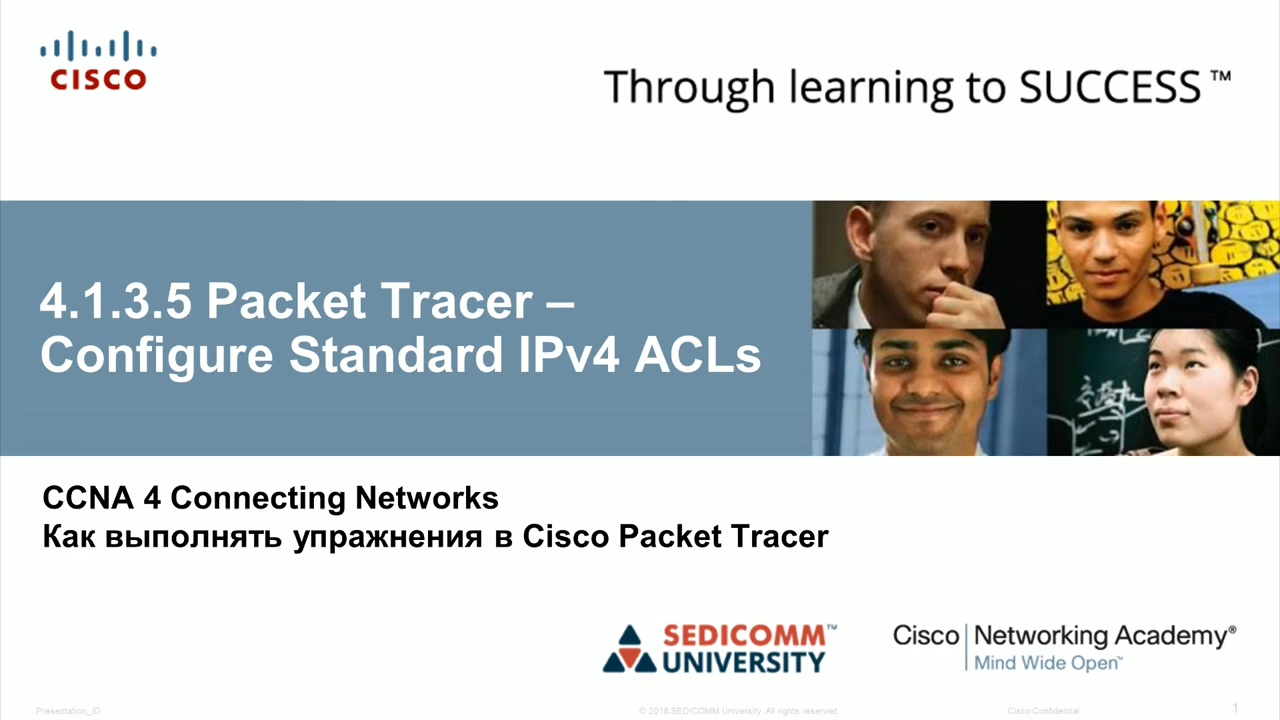 CISCO
Through learning to SUCCESS™
4.1.3.5 Packet Tracer –
Configure Standard IPv4 ACLs
CCNA 4 Connecting Networks
Как выполнять упражнения в Cisco Packet Tracer
SEDICOMM™
UNIVERSITY
Cisco Networking Academy®
Mind Wide Open™
Presentation_ID
© 2018 SEDICOMM University. All rights reserved.
Cisco Confidential
1